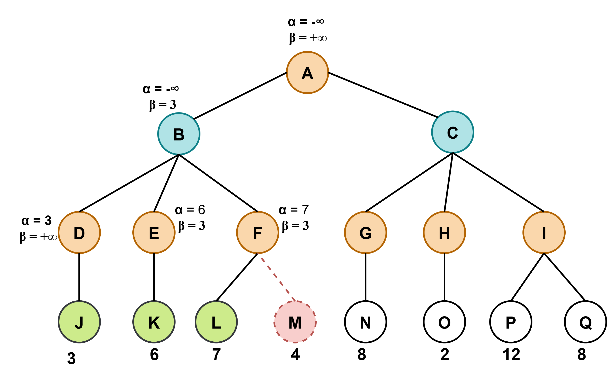 α = -∞
β = +∞
A
α = -∞
β = 3
B
C
α = 3
β = +∞
D
α = 6
β = 3
E
α = 7
β = 3
F
G
H
I
J
K
L
M
N
O
P
Q
3
6
7
4
8
2
12
8